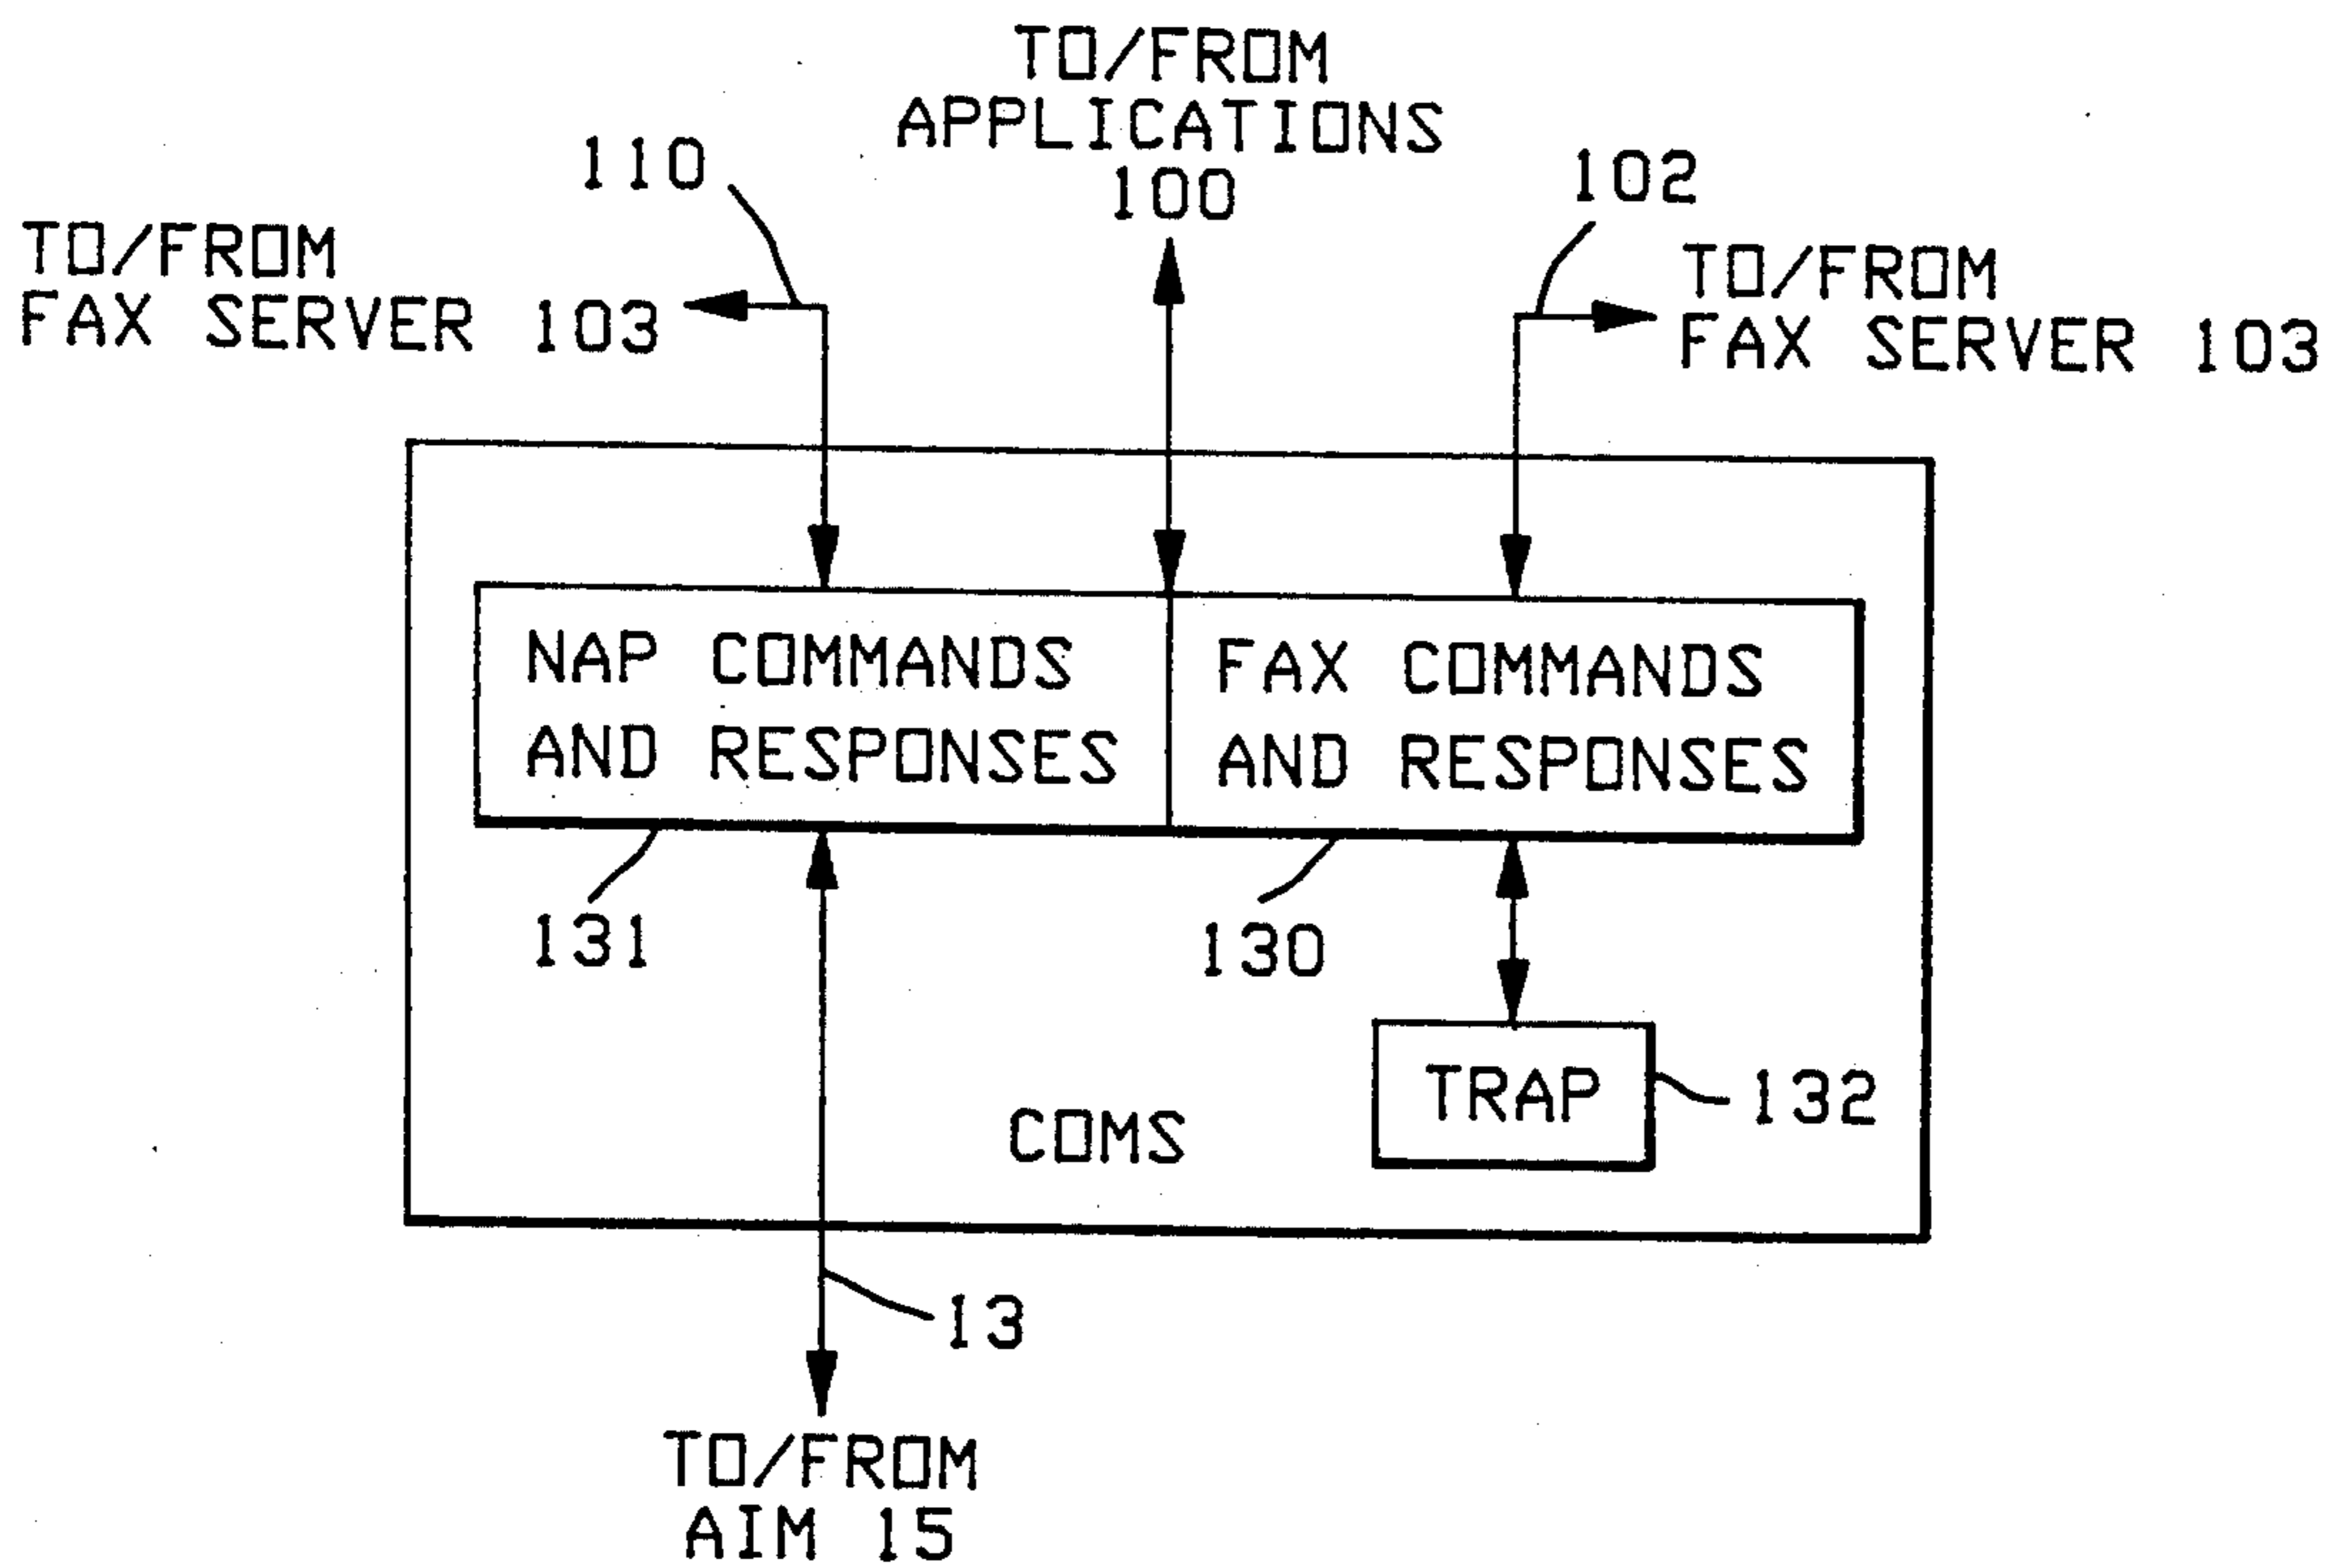 TO/FROM
APPLICATIONS
100
110
102
TO/FROM
FAX SERVER 103
TO/FROM
FAX SERVER 103
NAP COMMANDS
AND RESPONSES
FAX COMMANDS
AND RESPONSES
131
130
TRAP
132
COMS
13
TO/FROM
AIM 15